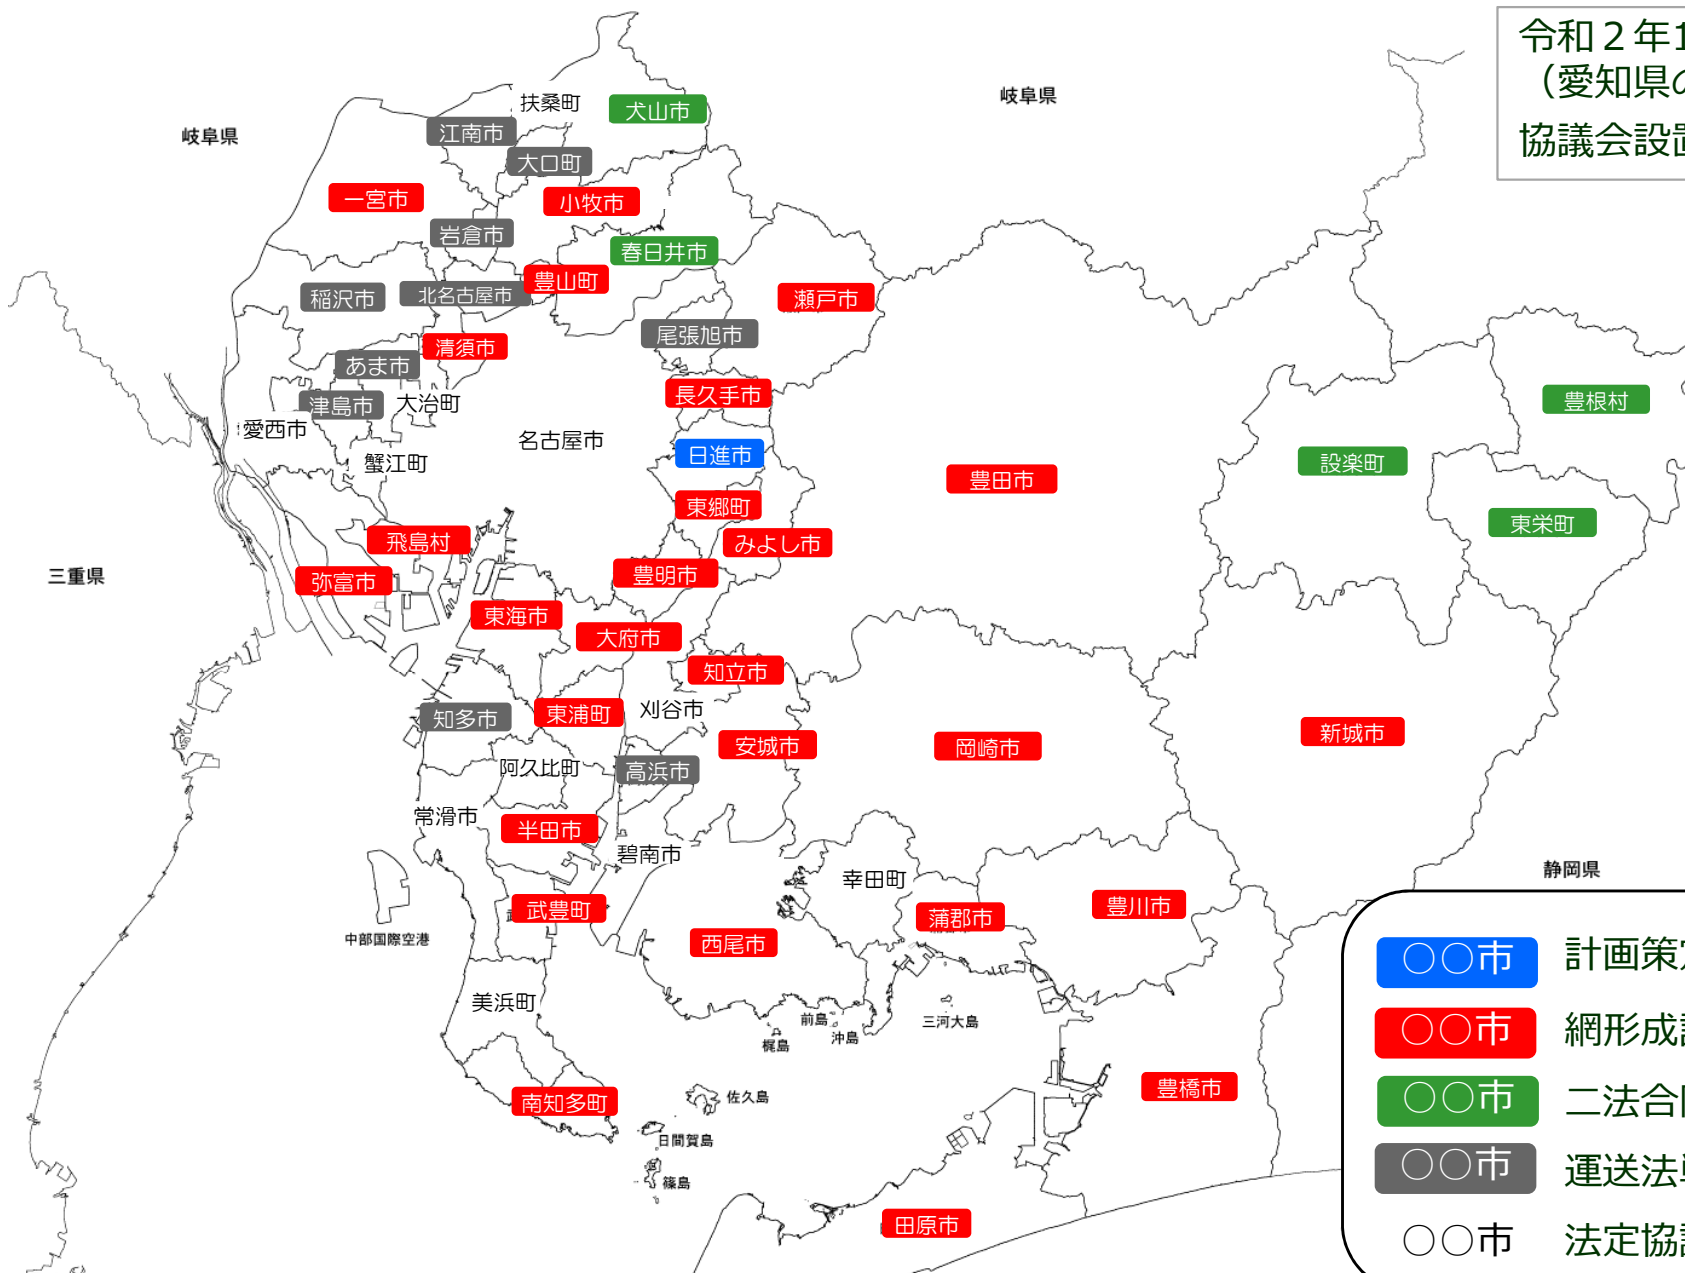 令和２年1
（愛知県の
協議会設置
岐阜県
岐阜県
扶桑町
犬山市
江南市
大口町
一宮市
小牧市
岩倉市
春日井市
豊山町
稲沢市
北名古屋市
瀬戸市
尾張旭市
清須市
あま市
長久手市
津島市
大治町
豊根村
愛西市
名古屋市
日進市
蟹江町
設楽町
豊田市
東郷町
東栄町
飛島村
みよし市
三重県
弥富市
豊明市
東海市
大府市
知立市
知多市
東浦町
刈谷市
安城市
岡崎市
新城市
阿久比町
高浜市
常滑市
半田市
碧南市
静岡県
幸田町
武豊町
蒲郡市
豊川市
中部国際空港
西尾市
美浜町
前島
沖島
梶島
三河大島
豊橋市
南知多町
佐久島
日間賀島
篠島
田原市
○○市 計画策定
○○市 網形成計
○○市 二法合同
○○市 運送法単
○○市 法定協議